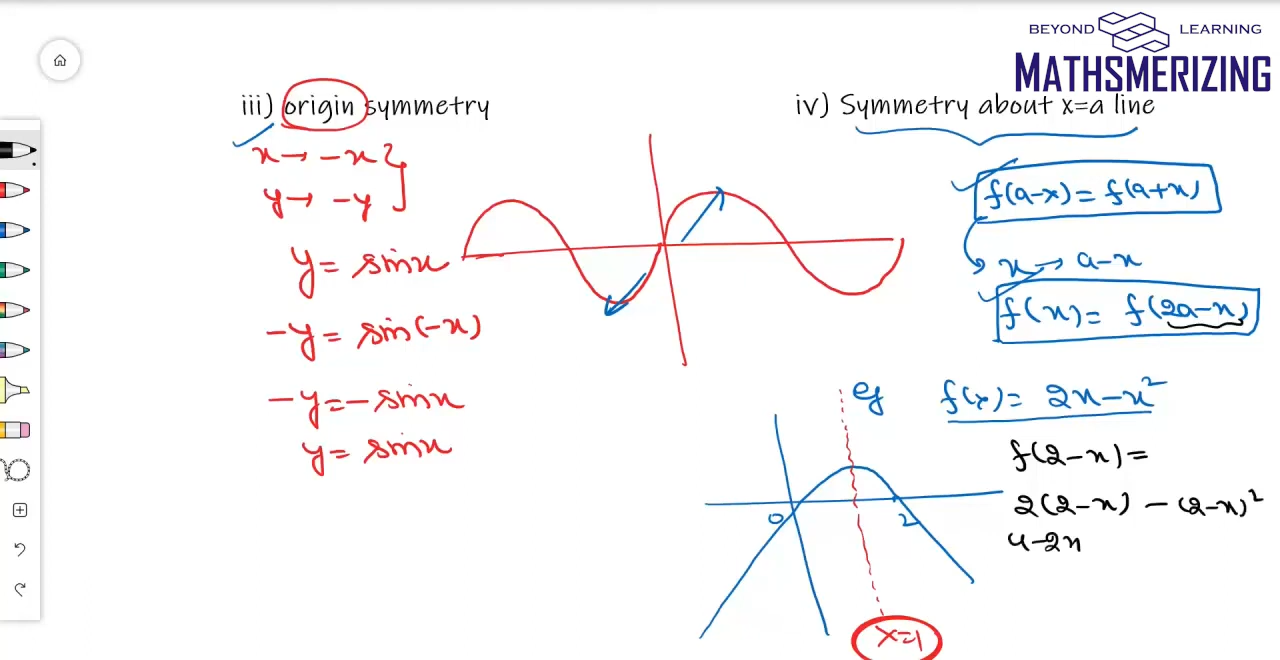 BEYOND LEARNING
MATHSMERIZING
iii) origin symmetry
x → -x
y → -y
y = sinx
-y = sin(-x)
-y = -sinx
y = sinx
iv) Symmetry about x=a line
f(a-x) = f(a+x)
x → a-x
f(x) = f(2a-x)
eg f(x) = 2x-x²
f(2-x) =
2(2-x) - (2-x)²
4-2x
0
2
x=1